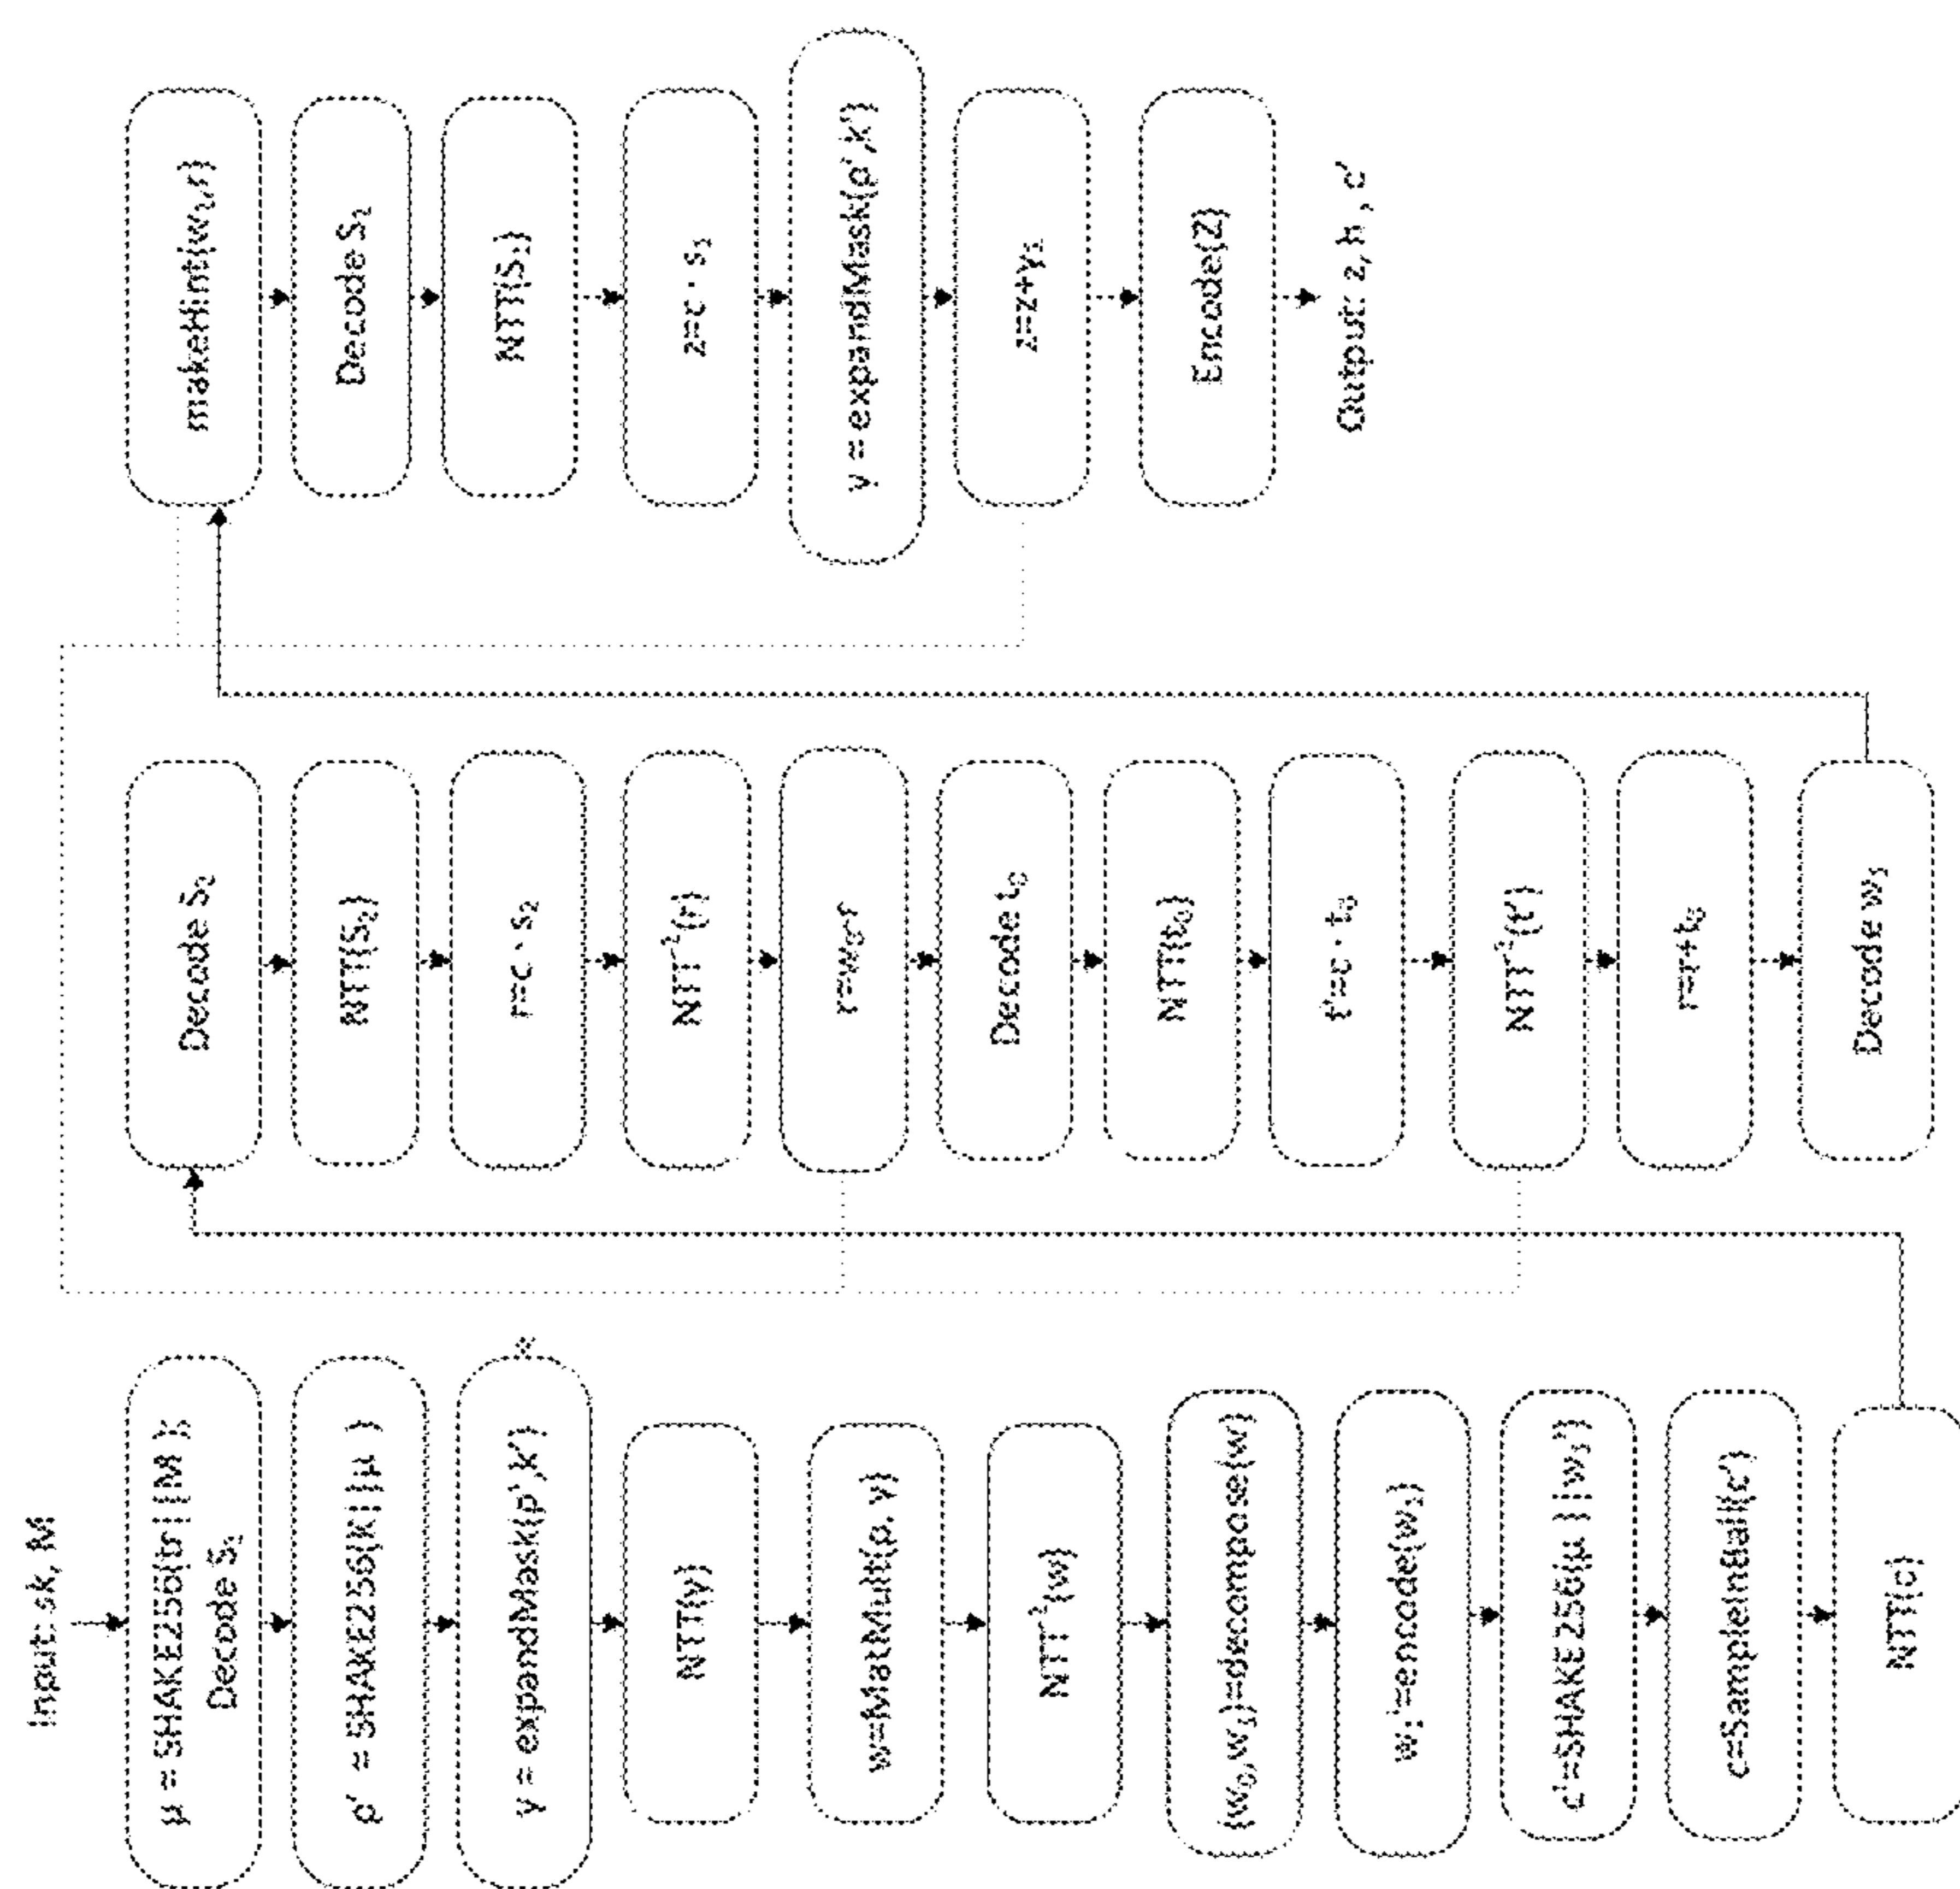 Input: sk, M
μ = SHAKE256(tr||M );
Decode S₁
ρ' = SHAKE256(K||μ )
y = expandMask(ρ',K')
NTT(y)
w=MatMult(ρ, y)
NTT⁻¹(w)
(w₀,w₁)=decompose(w)
w₁'=encode(w₁)
c'=SHAKE256(μ ||w₁')
c=SampleInBall(c')
NTT(c)
Decode S₂
NTT(S₂)
r=c · s₂
NTT⁻¹(r)
r=w₀-r
Decode t₀
NTT(t₀)
t'=c · t₀
NTT⁻¹(t')
r=r+t₀
Decode w₁
makeHint(w₁,r)
Decode S₁
NTT(S₁)
z=c · s₁
y = expandMask(ρ',K')
z=z+y₁
Encode(Z)
Output: z, h , c'